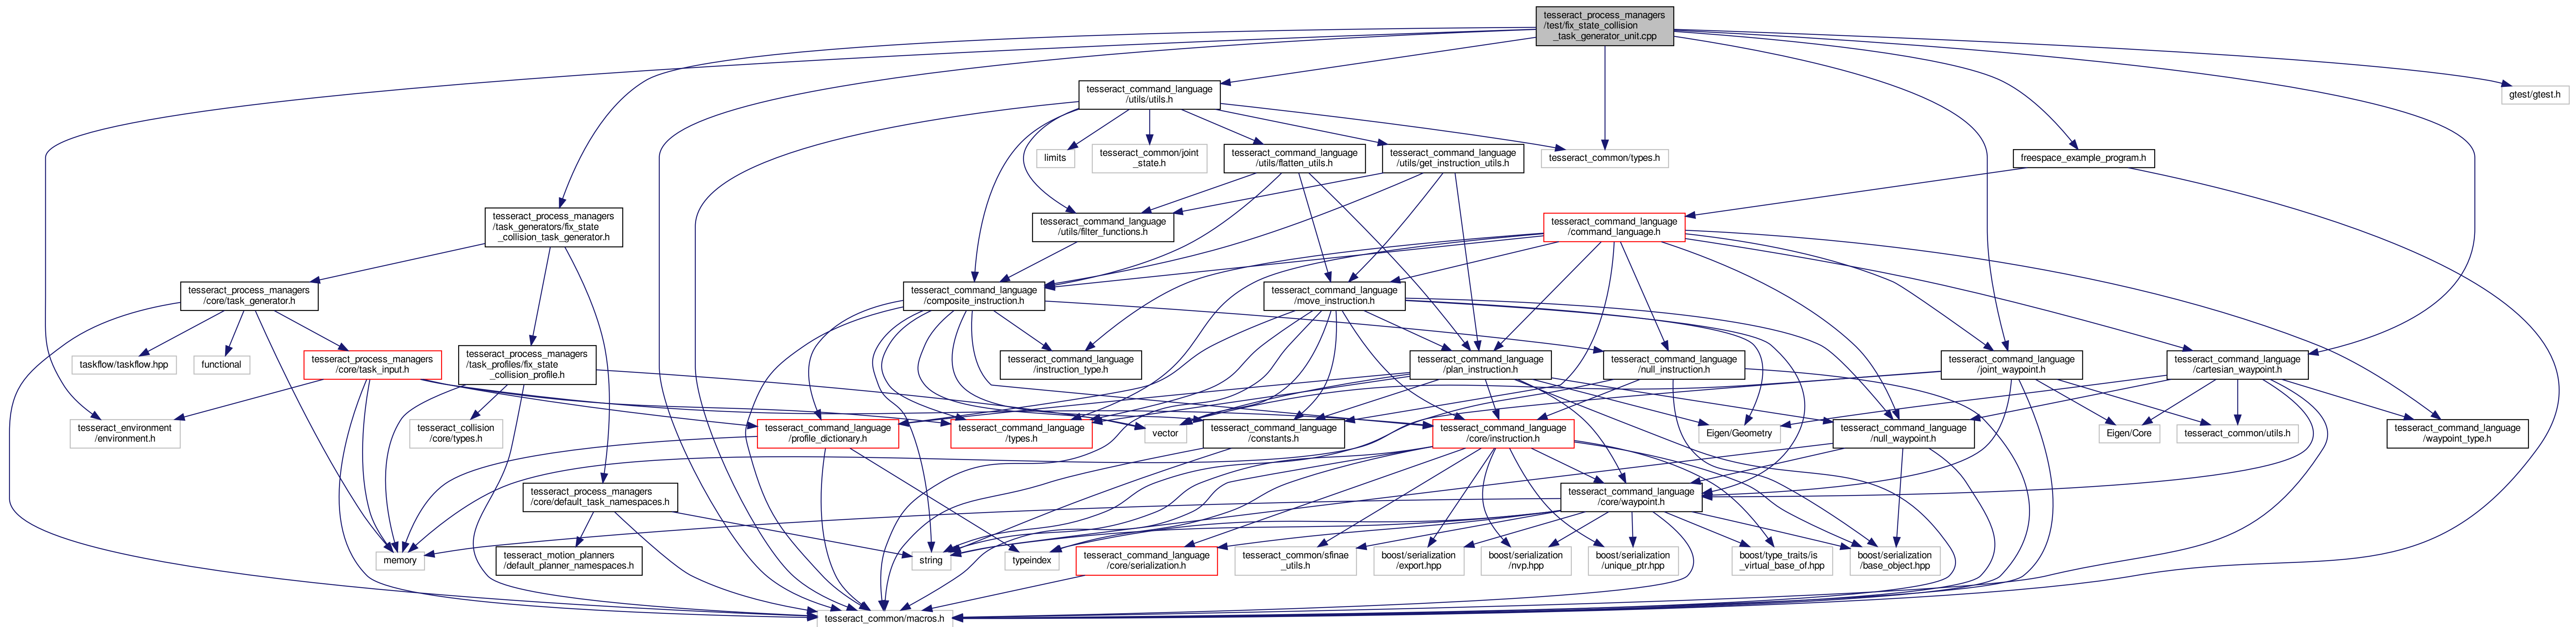 tesseract_process_managers
/test/fix_state_collision
_task_generator_unit.cpp
tesseract_command_language
/utils/utils.h
gtest/gtest.h
limits
tesseract_common/joint
_state.h
tesseract_command_language
/utils/flatten_utils.h
tesseract_command_language
/utils/get_instruction_utils.h
tesseract_common/types.h
freespace_example_program.h
tesseract_process_managers
/task_generators/fix_state
_collision_task_generator.h
tesseract_command_language
/utils/filter_functions.h
tesseract_command_language
/command_language.h
tesseract_process_managers
/core/task_generator.h
tesseract_command_language
/composite_instruction.h
tesseract_command_language
/move_instruction.h
taskflow/taskflow.hpp
functional
tesseract_process_managers
/core/task_input.h
tesseract_process_managers
/task_profiles/fix_state
_collision_profile.h
tesseract_command_language
/instruction_type.h
tesseract_command_language
/plan_instruction.h
tesseract_command_language
/null_instruction.h
tesseract_command_language
/joint_waypoint.h
tesseract_command_language
/cartesian_waypoint.h
tesseract_environment
/environment.h
tesseract_collision
/core/types.h
tesseract_command_language
/profile_dictionary.h
tesseract_command_language
/types.h
vector
tesseract_command_language
/constants.h
tesseract_command_language
/core/instruction.h
Eigen/Geometry
tesseract_command_language
/null_waypoint.h
Eigen/Core
tesseract_common/utils.h
tesseract_command_language
/waypoint_type.h
tesseract_process_managers
/core/default_task_namespaces.h
tesseract_command_language
/core/waypoint.h
memory
tesseract_motion_planners
/default_planner_namespaces.h
string
typeindex
tesseract_command_language
/core/serialization.h
tesseract_common/sfinae
_utils.h
boost/serialization
/export.hpp
boost/serialization
/nvp.hpp
boost/serialization
/unique_ptr.hpp
boost/type_traits/is
_virtual_base_of.hpp
boost/serialization
/base_object.hpp
tesseract_common/macros.h